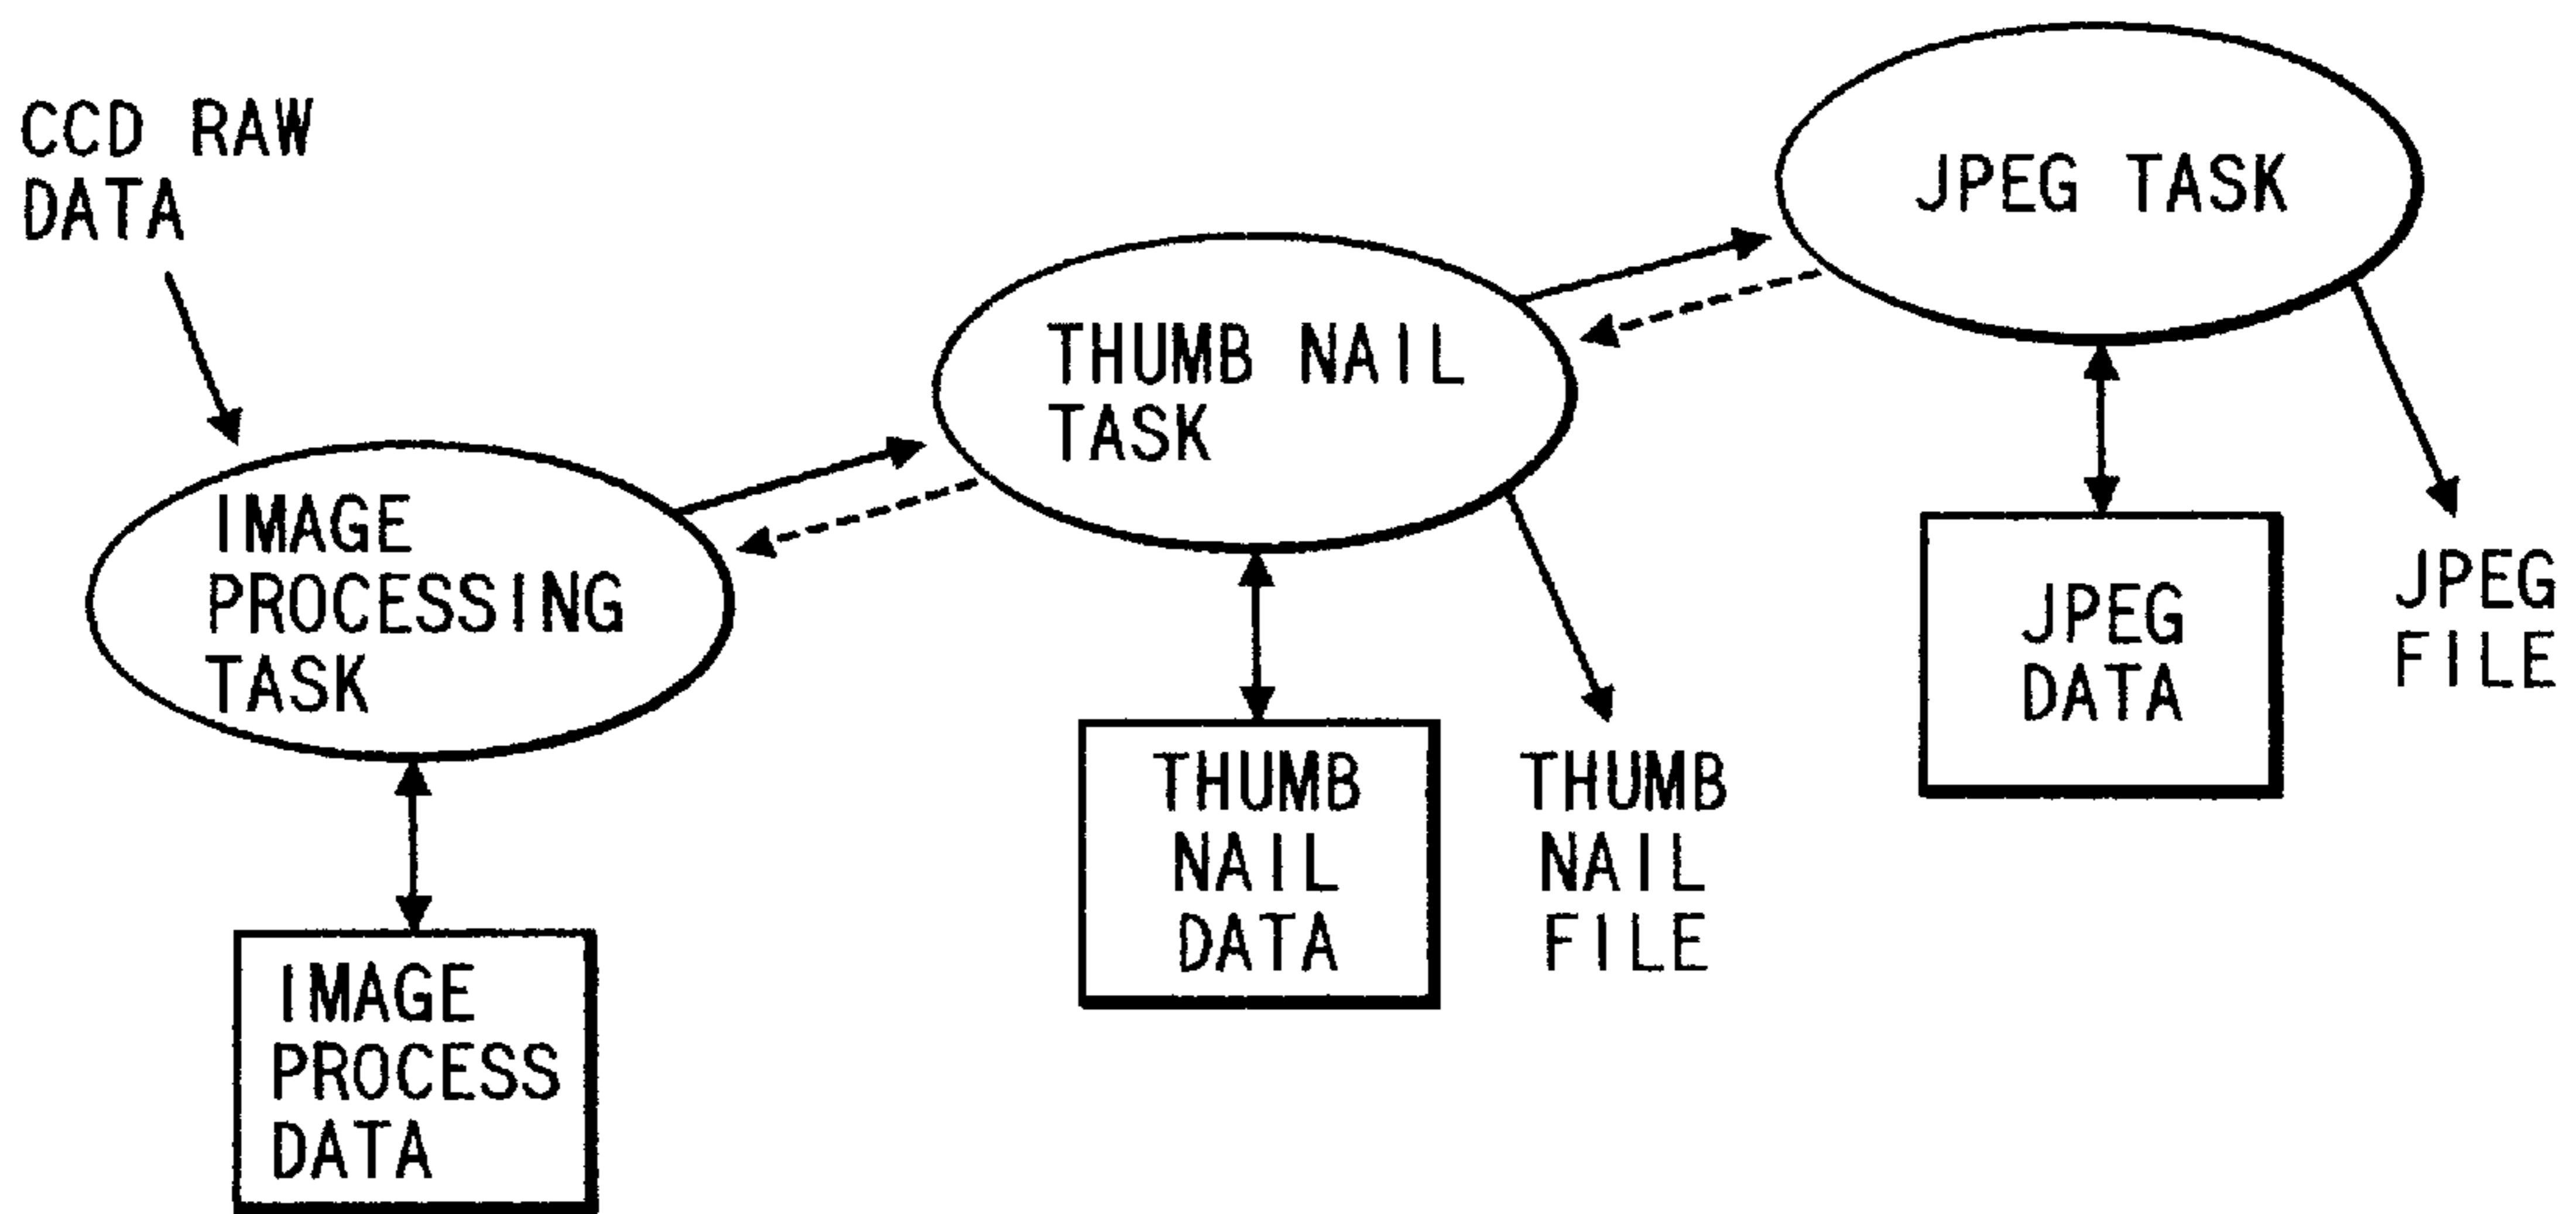 CCD RAW
DATA
IMAGE
PROCESSING
TASK
IMAGE
PROCESS
DATA
THUMB NAIL
TASK
THUMB
NAIL
DATA
THUMB
NAIL
FILE
JPEG TASK
JPEG
DATA
JPEG
FILE